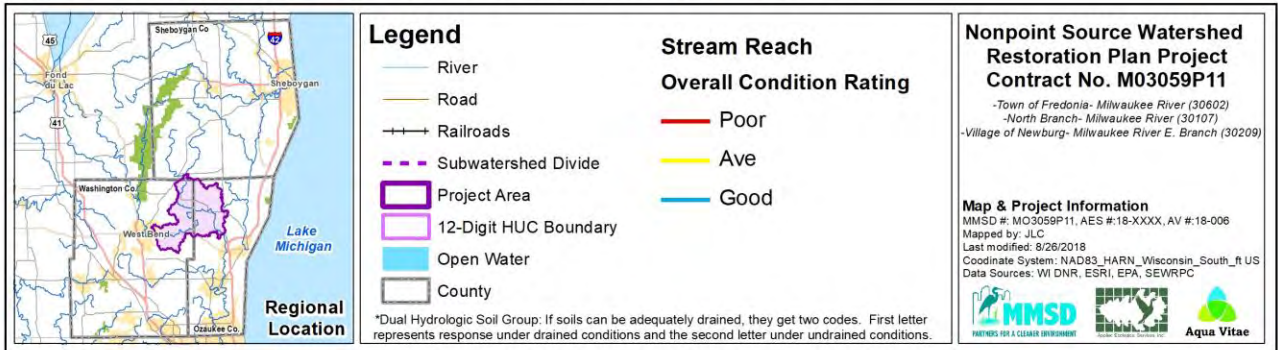 Sheboygan Co
45
42
Fond
du Lac
Sheboygan
41
Washington Co.
West Bend
Lake
Michigan
Ozaukee Co.
Regional
Location
Legend
River
Road
Railroads
Subwatershed Divide
Project Area
12-Digit HUC Boundary
Open Water
County
Stream Reach
Overall Condition Rating
Poor
Ave
Good
*Dual Hydrologic Soil Group: If soils can be adequately drained, they get two codes. First letter
represents response under drained conditions and the second letter under undrained conditions.
Nonpoint Source Watershed
Restoration Plan Project
Contract No. M03059P11
-Town of Fredonia- Milwaukee River (30602)
-North Branch- Milwaukee River (30107)
-Village of Newburg- Milwaukee River E. Branch (30209)
Map & Project Information
MMSD #: MO3059P11, AES #:18-XXXX, AV #:18-006
Mapped by: JLC
Last modified: 8/26/2018
Coodinate System: NAD83_HARN_Wisconsin_South_ft US
Data Sources: WI DNR, ESRI, EPA, SEWRPC
MMSD
PARTNERS FOR A CLEANER ENVIRONMENT
Applied Ecological Services, Inc.
Aqua Vitae